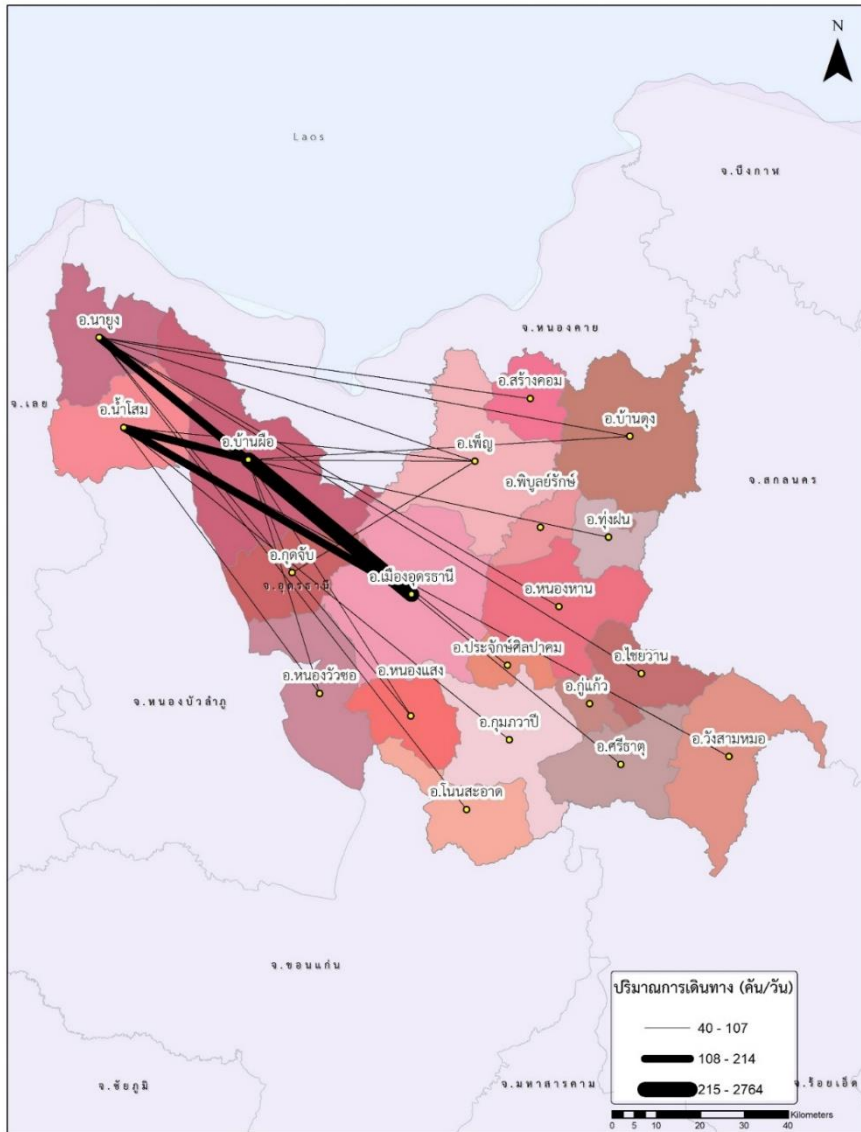 N
Laos
จ.บึงกาฬ
อ.นายูง
จ.หนองคาย
อ.สร้างคอม
จ.เลย
อ.น้ำโสม
อ.บ้านผือ
อ.บ้านดุง
อ.เพ็ญ
อ.พิบูลย์รักษ์
จ.สกลนคร
อ.ทุ่งฝน
อ.กุดจับ
อ.เมืองอุดรธานี
จ.อุดรธานี
อ.หนองหาน
อ.ประจักษ์ศิลปาคม
อ.ไชยวาน
อ.หนองวัวซอ
อ.หนองแสง
อ.กู่แก้ว
จ.หนองบัวลำภู
อ.กุมภวาปี
อ.วังสามหมอ
อ.ศรีธาตุ
อ.โนนสะอาด
จ.ขอนแก่น
ปริมาณการเดินทาง (คัน/วัน)
40 - 107
108 - 214
215 - 2764
จ.ชัยภูมิ
จ.มหาสารคาม
จ.ร้อยเอ็ด
Kilometers
0 5 10 20 30 40